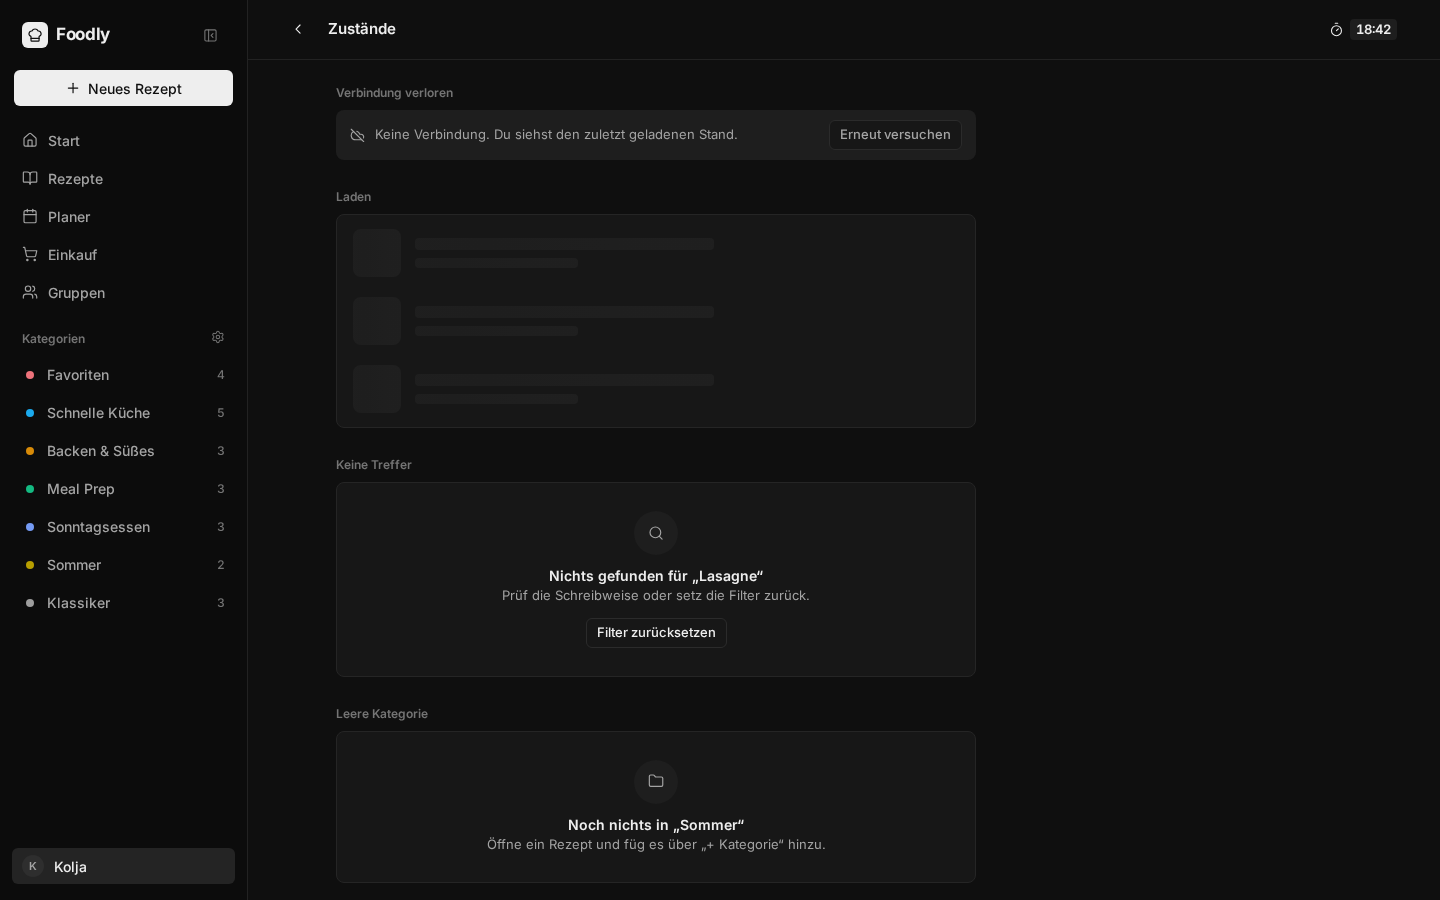 Foodly
Neues Rezept
Start
Rezepte
Planer
Einkauf
Gruppen
Kategorien
Favoriten 4
Schnelle Küche 5
Backen & Süßes 3
Meal Prep 3
Sonntagsessen 3
Sommer 2
Klassiker 3
K Kolja
Zustände
18:42
Verbindung verloren
Keine Verbindung. Du siehst den zuletzt geladenen Stand.
Erneut versuchen
Laden
Keine Treffer
Nichts gefunden für „Lasagne“
Prüf die Schreibweise oder setz die Filter zurück.
Filter zurücksetzen
Leere Kategorie
Noch nichts in „Sommer“
Öffne ein Rezept und füg es über „+ Kategorie“ hinzu.